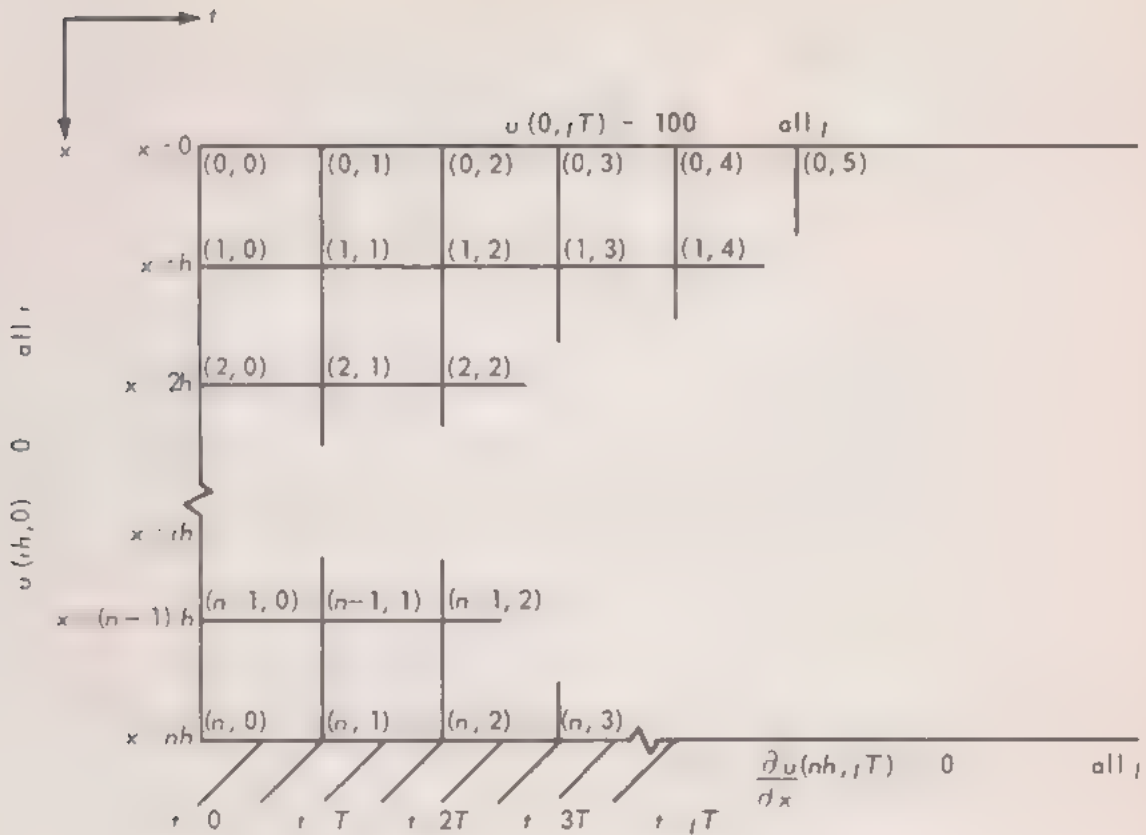 t
u(0, jT) - 100 all j
x x - 0
(0, 0) (0, 1) (0, 2) (0, 3) (0, 4) (0, 5)
(1, 0) (1, 1) (1, 2) (1, 3) (1, 4)
x - h
(2, 0) (2, 1) (2, 2)
x 2h
u(ih, 0) 0 all i
x - ih
(n 1, 0) (n-1, 1) (n 1, 2)
x (n - 1) h
(n, 0) (n, 1) (n, 2) (n, 3)
x nh
∂u(nh, jT) 0 all j
dx
t 0 t T t 2T t 3T t jT